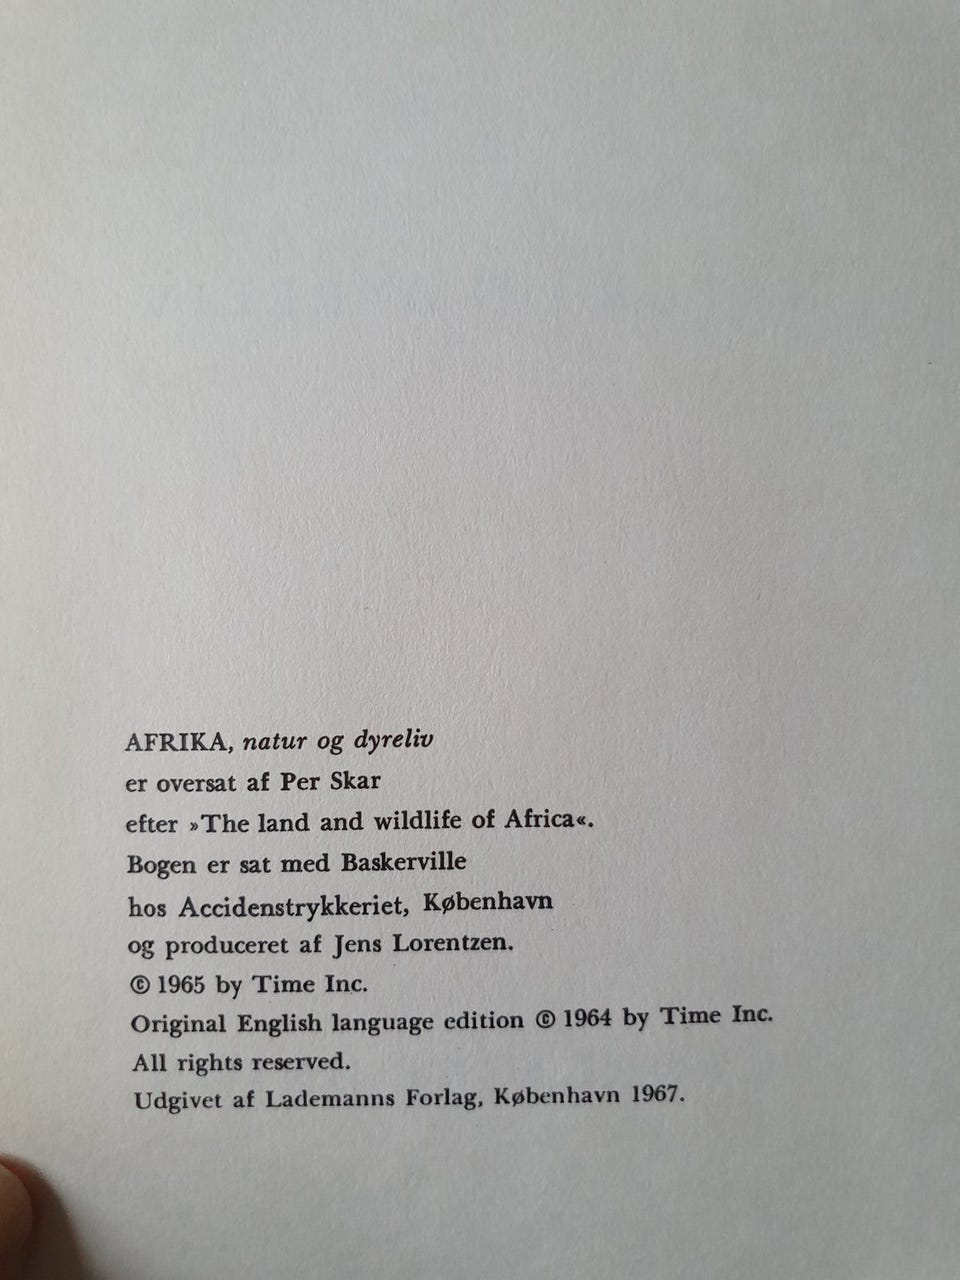 AFRIKA, natur og dyreliv
er oversat af Per Skar
efter »The land and wildlife of Africa«.
Bogen er sat med Baskerville
hos Accidenstrykkeriet, København
og produceret af Jens Lorentzen.
© 1965 by Time Inc.
Original English language edition © 1964 by Time Inc.
All rights reserved.
Udgivet af Lademanns Forlag, København 1967.